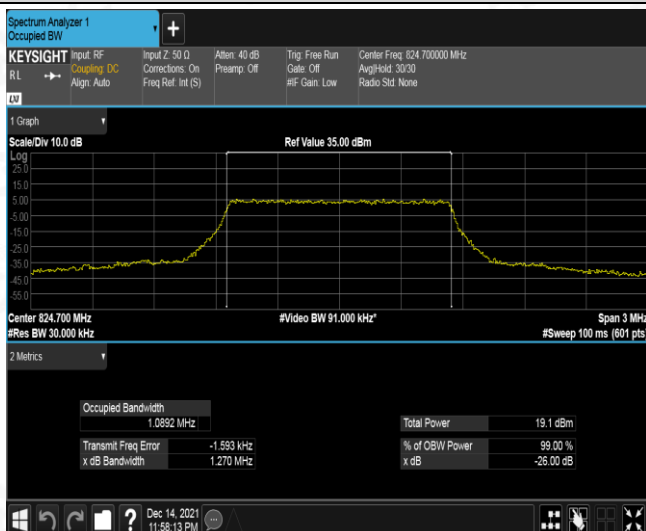 Spectrum Analyzer 1
Occupied BW
+
KEYSIGHT Input: RF Input Z: 50 Ω Atten: 40 dB Trig: Free Run Center Freq: 824.700000 MHz
RL Coupling: DC Corrections: On Preamp: Off Gate: Off Avg|Hold: 30/30
Align: Auto Freq Ref: Int (S) #IF Gain: Low Radio Std: None
1 Graph
Scale/Div 10.0 dB Ref Value 35.00 dBm
Log
25.0
15.0
5.00
-5.00
-15.0
-25.0
-35.0
-45.0
-55.0
Center 824.700 MHz #Video BW 91.000 kHz* Span 3 MHz
#Res BW 30.000 kHz #Sweep 100 ms (601 pts)
2 Metrics
Occupied Bandwidth
1.0892 MHz Total Power 19.1 dBm
Transmit Freq Error -1.593 kHz % of OBW Power 99.00 %
x dB Bandwidth 1.270 MHz x dB -26.00 dB
? Dec 14, 2021
11:58:13 PM